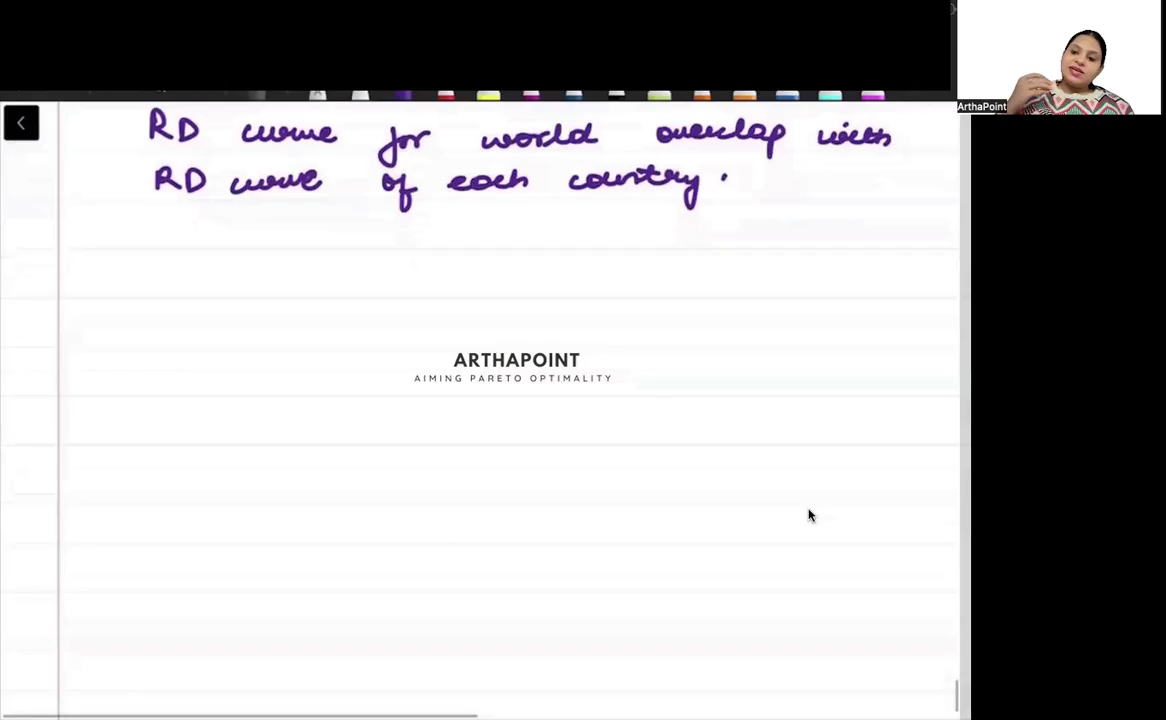 ArthaPoint
RD curve for world overlap with
RD curve of each country.
ARTHAPOINT
AIMING PARETO OPTIMALITY